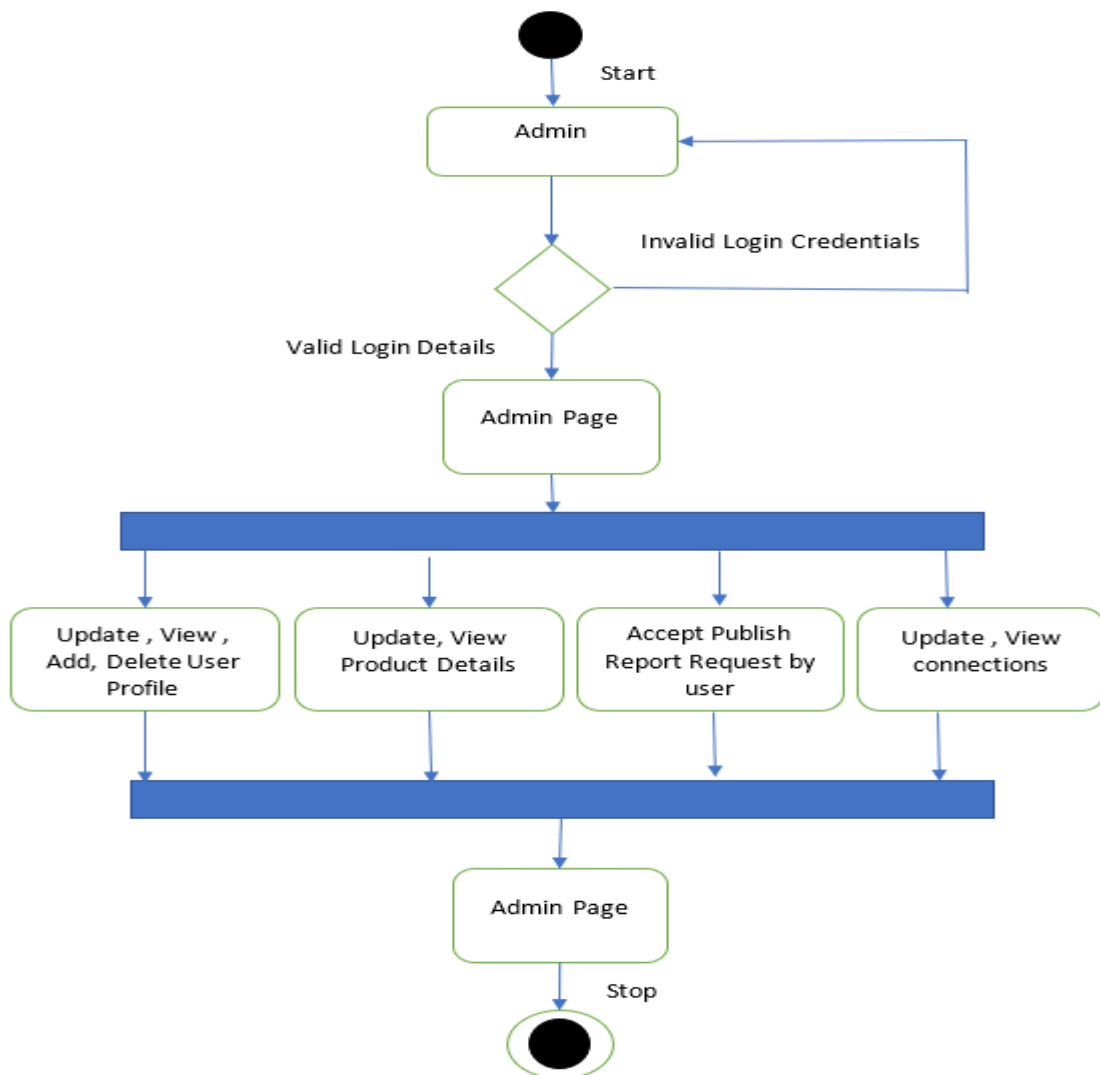 Start
Admin
Invalid Login Credentials
Valid Login Details
Admin Page
Update , View ,
Add, Delete User
Profile
Update, View
Product Details
Accept Publish
Report Request by
user
Update , View
connections
Admin Page
Stop